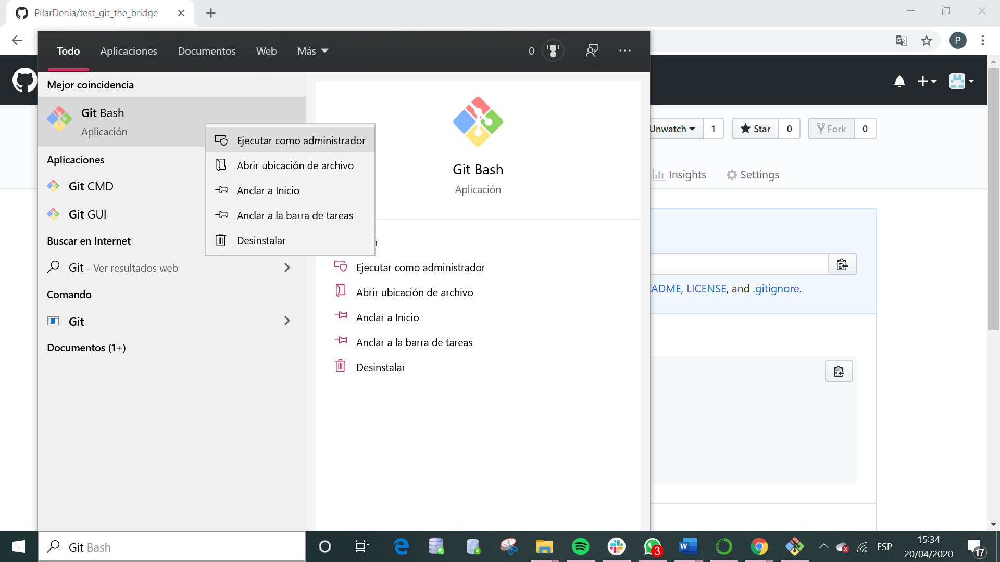 PilarDenia/test_git_the_bridge
P
Todo
Aplicaciones
Documentos
Web
Más
0
Mejor coincidencia
Git Bash
Aplicación
Aplicaciones
Git CMD
Git GUI
Buscar en Internet
Git - Ver resultados web
Comando
Git
Documentos (1+)
Ejecutar como administrador
Abrir ubicación de archivo
Anclar a Inicio
Anclar a la barra de tareas
Desinstalar
Git Bash
Aplicación
r
Ejecutar como administrador
Abrir ubicación de archivo
Anclar a Inicio
Anclar a la barra de tareas
Desinstalar
Unwatch 1
Star 0
Fork 0
Insights
Settings
ADME, LICENSE, and .gitignore.
Git Bash
3
ESP
15:34
20/04/2020
17